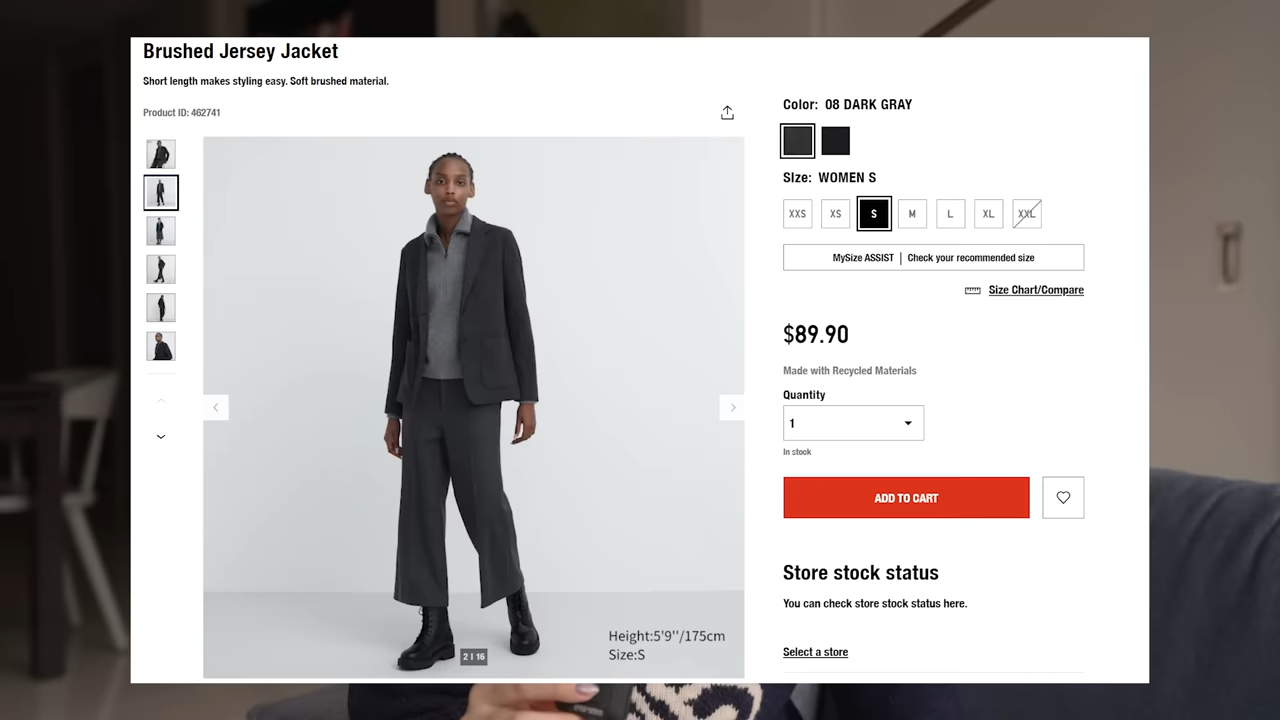 Brushed Jersey Jacket
Short length makes styling easy. Soft brushed material.
Product ID: 462741
Color: 08 DARK GRAY
Size: WOMEN S
XXS XS S M L XL XXL
MySize ASSIST | Check your recommended size
Size Chart/Compare
$89.90
Made with Recycled Materials
Quantity
1
In stock
ADD TO CART
Store stock status
You can check store stock status here.
Select a store
Height:5'9''/175cm
Size:S
2 | 16